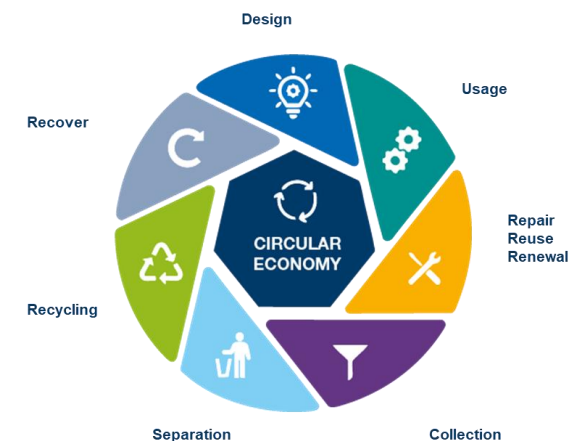 Design
Usage
Recover
Repair
Reuse
Renewal
CIRCULAR
ECONOMY
Recycling
Separation
Collection